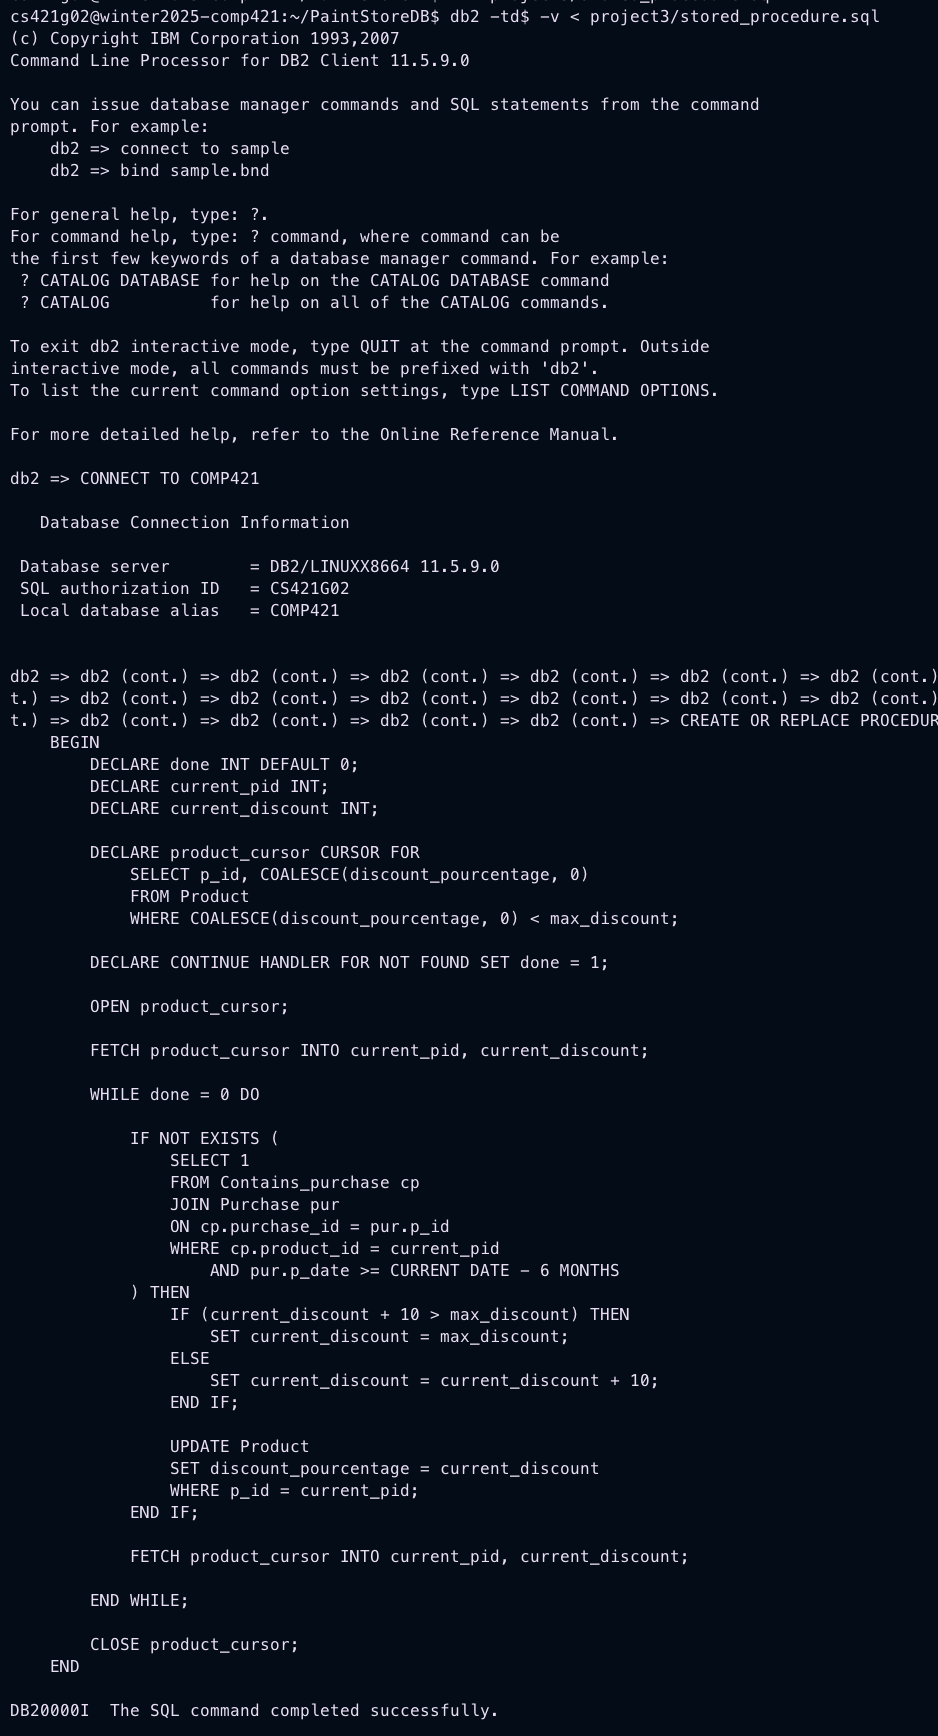 cs421g02@winter2025-comp421:~/PaintStoreDB$ db2 -td$ -v < project3/stored_procedure.sql
(c) Copyright IBM Corporation 1993,2007
Command Line Processor for DB2 Client 11.5.9.0

You can issue database manager commands and SQL statements from the command
prompt. For example:
    db2 => connect to sample
    db2 => bind sample.bnd

For general help, type: ?.
For command help, type: ? command, where command can be
the first few keywords of a database manager command. For example:
 ? CATALOG DATABASE for help on the CATALOG DATABASE command
 ? CATALOG          for help on all of the CATALOG commands.

To exit db2 interactive mode, type QUIT at the command prompt. Outside
interactive mode, all commands must be prefixed with 'db2'.
To list the current command option settings, type LIST COMMAND OPTIONS.

For more detailed help, refer to the Online Reference Manual.

db2 => CONNECT TO COMP421

   Database Connection Information

 Database server        = DB2/LINUXX8664 11.5.9.0
 SQL authorization ID   = CS421G02
 Local database alias   = COMP421


db2 => db2 (cont.) => db2 (cont.) => db2 (cont.) => db2 (cont.) => db2 (cont.) => db2 (cont.)
t.) => db2 (cont.) => db2 (cont.) => db2 (cont.) => db2 (cont.) => db2 (cont.) => db2 (cont.)
t.) => db2 (cont.) => db2 (cont.) => db2 (cont.) => db2 (cont.) => CREATE OR REPLACE PROCEDUR
    BEGIN
        DECLARE done INT DEFAULT 0;
        DECLARE current_pid INT;
        DECLARE current_discount INT;

        DECLARE product_cursor CURSOR FOR
            SELECT p_id, COALESCE(discount_pourcentage, 0)
            FROM Product
            WHERE COALESCE(discount_pourcentage, 0) < max_discount;

        DECLARE CONTINUE HANDLER FOR NOT FOUND SET done = 1;

        OPEN product_cursor;

        FETCH product_cursor INTO current_pid, current_discount;

        WHILE done = 0 DO

            IF NOT EXISTS (
                SELECT 1
                FROM Contains_purchase cp
                JOIN Purchase pur
                ON cp.purchase_id = pur.p_id
                WHERE cp.product_id = current_pid
                    AND pur.p_date >= CURRENT DATE - 6 MONTHS
            ) THEN
                IF (current_discount + 10 > max_discount) THEN
                    SET current_discount = max_discount;
                ELSE
                    SET current_discount = current_discount + 10;
                END IF;

                UPDATE Product
                SET discount_pourcentage = current_discount
                WHERE p_id = current_pid;
            END IF;

            FETCH product_cursor INTO current_pid, current_discount;

        END WHILE;

        CLOSE product_cursor;
    END

DB20000I  The SQL command completed successfully.